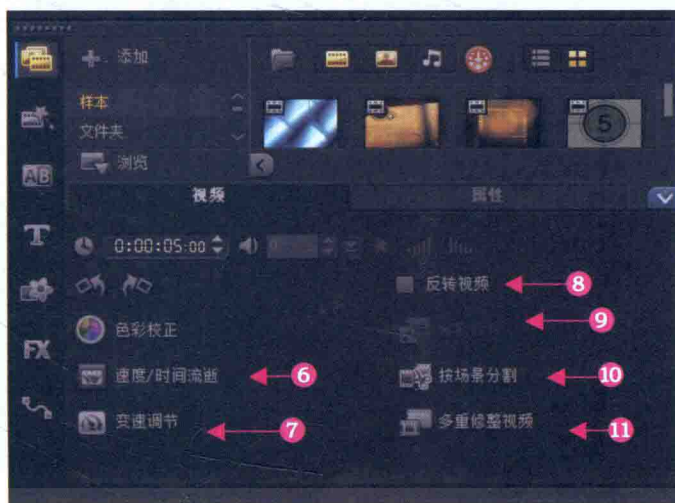 添加
样本
文件夹
浏览
5
AB
T
FX
视频
属性
0:00:05:00
反转视频
8
9
色彩校正
速度/时间流逝
6
按场景分割
10
变速调节
7
多重修整视频
11